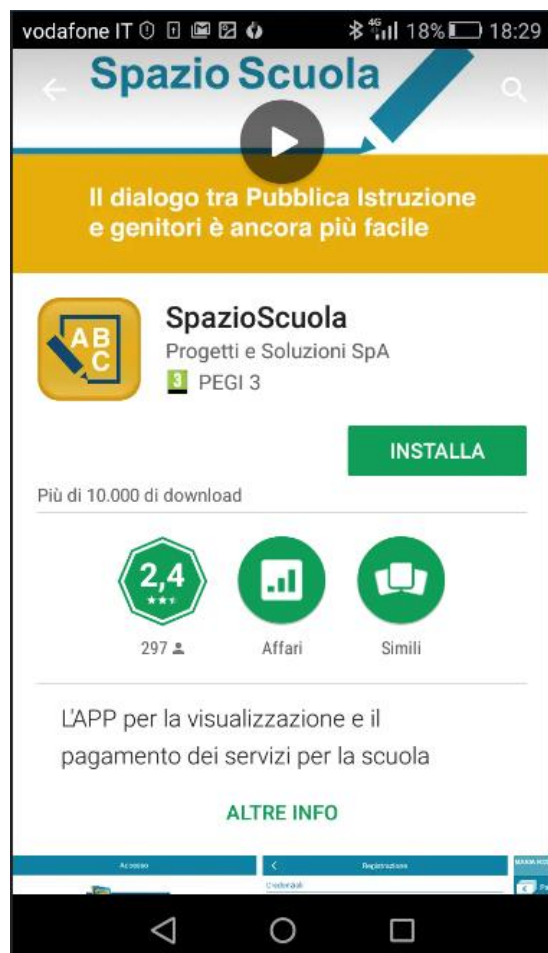 vodafone IT 4G 18% 18:29
Spazio Scuola
Il dialogo tra Pubblica Istruzione
e genitori è ancora più facile
ABC
SpazioScuola
Progetti e Soluzioni SpA
3 PEGI 3
INSTALLA
Più di 10.000 di download
2,4
297
Affari
Simili
L'APP per la visualizzazione e il
pagamento dei servizi per la scuola
ALTRE INFO
Accesso
Registrazione
Credenziali